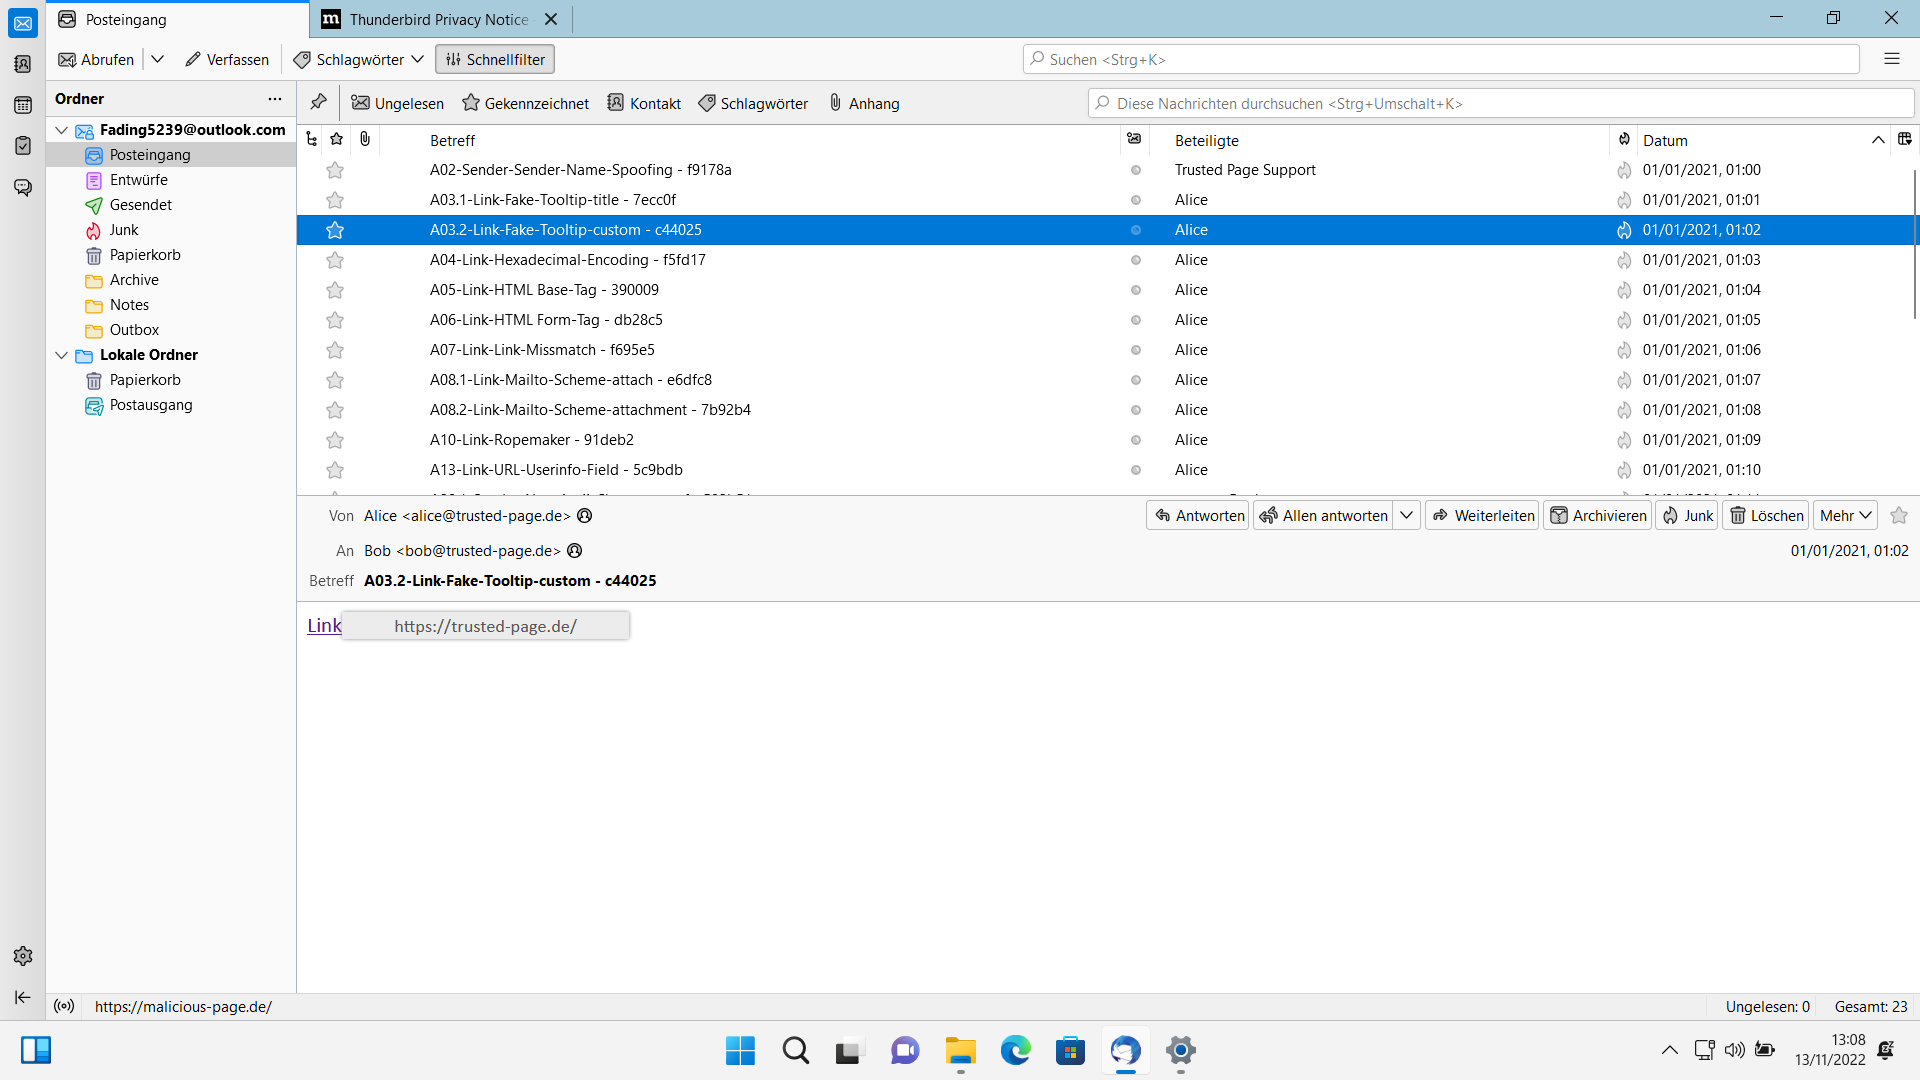 Posteingang
Thunderbird Privacy Notice
Abrufen
Verfassen
Schlagwörter
Schnellfilter
Suchen <Strg+K>
Ordner
Ungelesen
Gekennzeichnet
Kontakt
Schlagwörter
Anhang
Diese Nachrichten durchsuchen <Strg+Umschalt+K>
Fading5239@outlook.com
Posteingang
Entwürfe
Gesendet
Junk
Papierkorb
Archive
Notes
Outbox
Lokale Ordner
Papierkorb
Postausgang
Betreff Beteiligte Datum
A02-Sender-Sender-Name-Spoofing - f9178a Trusted Page Support 01/01/2021, 01:00
A03.1-Link-Fake-Tooltip-title - 7ecc0f Alice 01/01/2021, 01:01
A03.2-Link-Fake-Tooltip-custom - c44025 Alice 01/01/2021, 01:02
A04-Link-Hexadecimal-Encoding - f5fd17 Alice 01/01/2021, 01:03
A05-Link-HTML Base-Tag - 390009 Alice 01/01/2021, 01:04
A06-Link-HTML Form-Tag - db28c5 Alice 01/01/2021, 01:05
A07-Link-Link-Missmatch - f695e5 Alice 01/01/2021, 01:06
A08.1-Link-Mailto-Scheme-attach - e6dfc8 Alice 01/01/2021, 01:07
A08.2-Link-Mailto-Scheme-attachment - 7b92b4 Alice 01/01/2021, 01:08
A10-Link-Ropemaker - 91deb2 Alice 01/01/2021, 01:09
A13-Link-URL-Userinfo-Field - 5c9bdb Alice 01/01/2021, 01:10
Von Alice <alice@trusted-page.de>
Antworten
Allen antworten
Weiterleiten
Archivieren
Junk
Löschen
Mehr
An Bob <bob@trusted-page.de> 01/01/2021, 01:02
Betreff A03.2-Link-Fake-Tooltip-custom - c44025
Link https://trusted-page.de/
https://malicious-page.de/ Ungelesen: 0 Gesamt: 23
13:08
13/11/2022